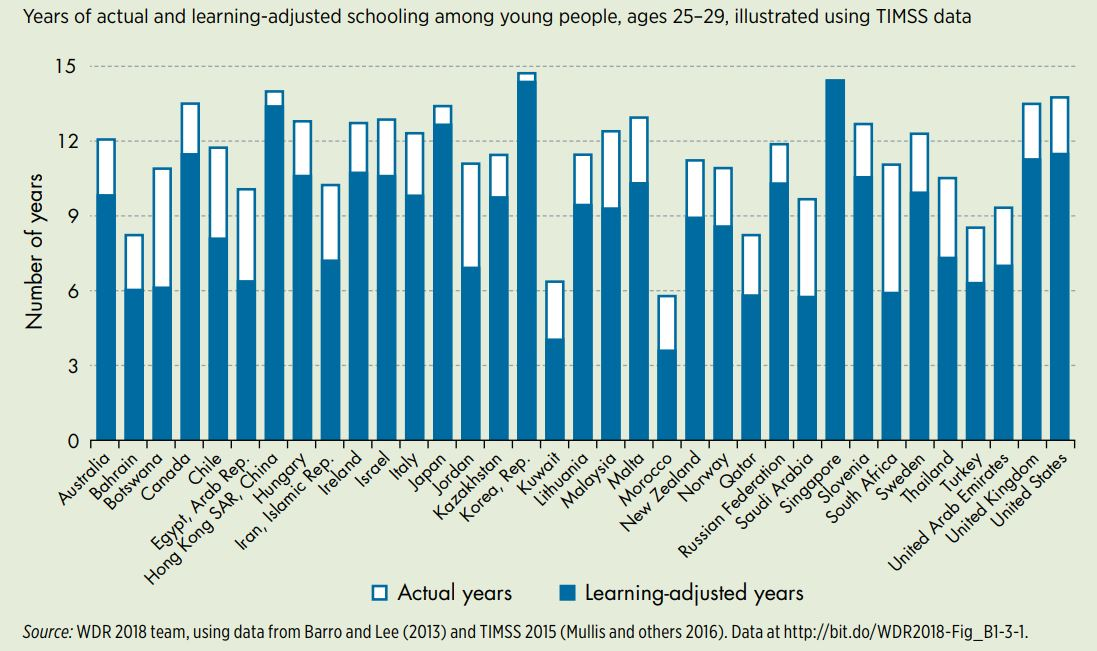 Years of actual and learning-adjusted schooling among young people, ages 25–29, illustrated using TIMSS data
Number of years
15
12
9
6
3
0
Australia
Bahrain
Botswana
Canada
Chile
Egypt, Arab Rep.
Hong Kong SAR, China
Hungary
Iran, Islamic Rep.
Ireland
Israel
Italy
Japan
Jordan
Kazakhstan
Korea, Rep.
Kuwait
Lithuania
Malaysia
Malta
Morocco
New Zealand
Norway
Qatar
Russian Federation
Saudi Arabia
Singapore
Slovenia
South Africa
Sweden
Thailand
Turkey
United Arab Emirates
United Kingdom
United States
Actual years
Learning-adjusted years
Source: WDR 2018 team, using data from Barro and Lee (2013) and TIMSS 2015 (Mullis and others 2016). Data at http://bit.do/WDR2018-Fig_B1-3-1.